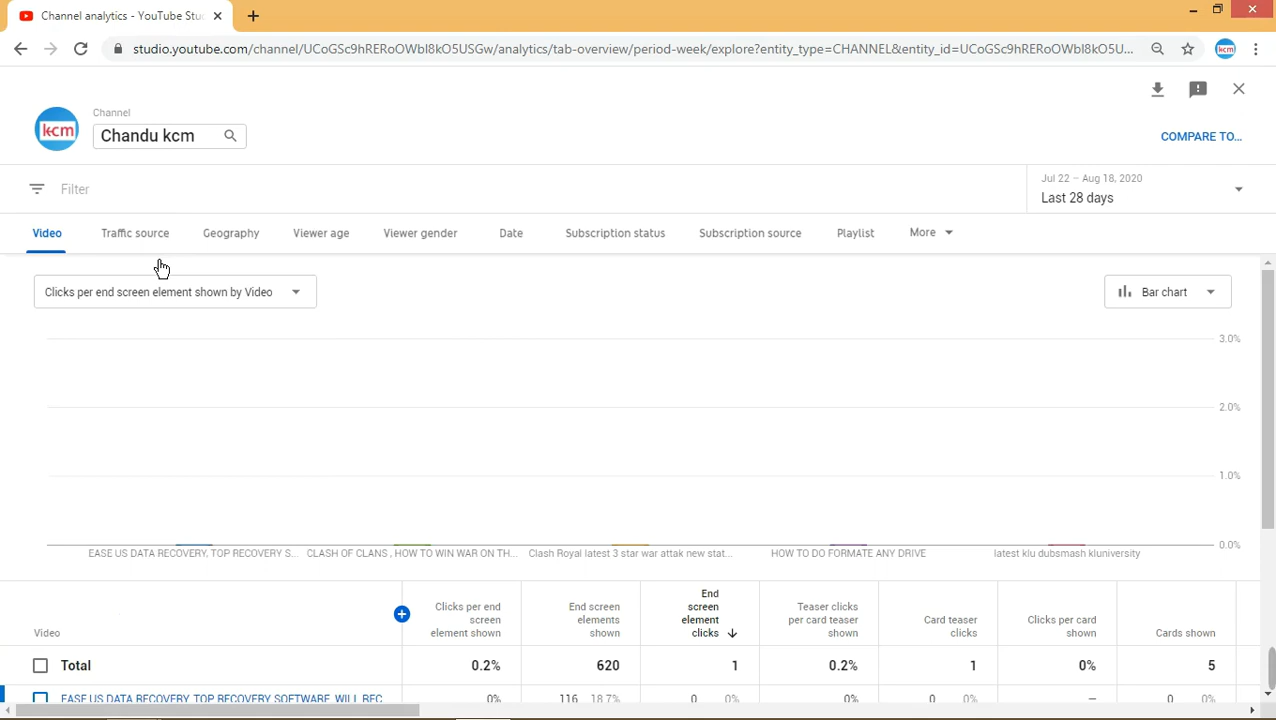 Channel analytics - YouTube Stu
studio.youtube.com/channel/UCoGSc9hRERoOWbI8kO5USGw/analytics/tab-overview/period-week/explore?entity_type=CHANNEL&entity_id=UCoGSc9hRERoOWbI8kO5U...
kcm
kcm
Channel
Chandu kcm
COMPARE TO...
Filter
Jul 22 – Aug 18, 2020
Last 28 days
Video
Traffic source
Geography
Viewer age
Viewer gender
Date
Subscription status
Subscription source
Playlist
More
Clicks per end screen element shown by Video
Bar chart
3.0%
2.0%
1.0%
0.0%
EASE US DATA RECOVERY, TOP RECOVERY S...
CLASH OF CLANS , HOW TO WIN WAR ON TH...
Clash Royal latest 3 star war attak new stat...
HOW TO DO FORMATE ANY DRIVE
latest klu dubsmash kluniversity
Video
Clicks per end
screen
element shown
End screen
elements
shown
End
screen
element
clicks
Teaser clicks
per card teaser
shown
Card teaser
clicks
Clicks per card
shown
Cards shown
Total
0.2%
620
1
0.2%
1
0%
5
EASE US DATA RECOVERY, TOP RECOVERY SOFTWARE, WILL REC
0%
116 18.7%
0 0%
0%
0 0%
–
0 0%